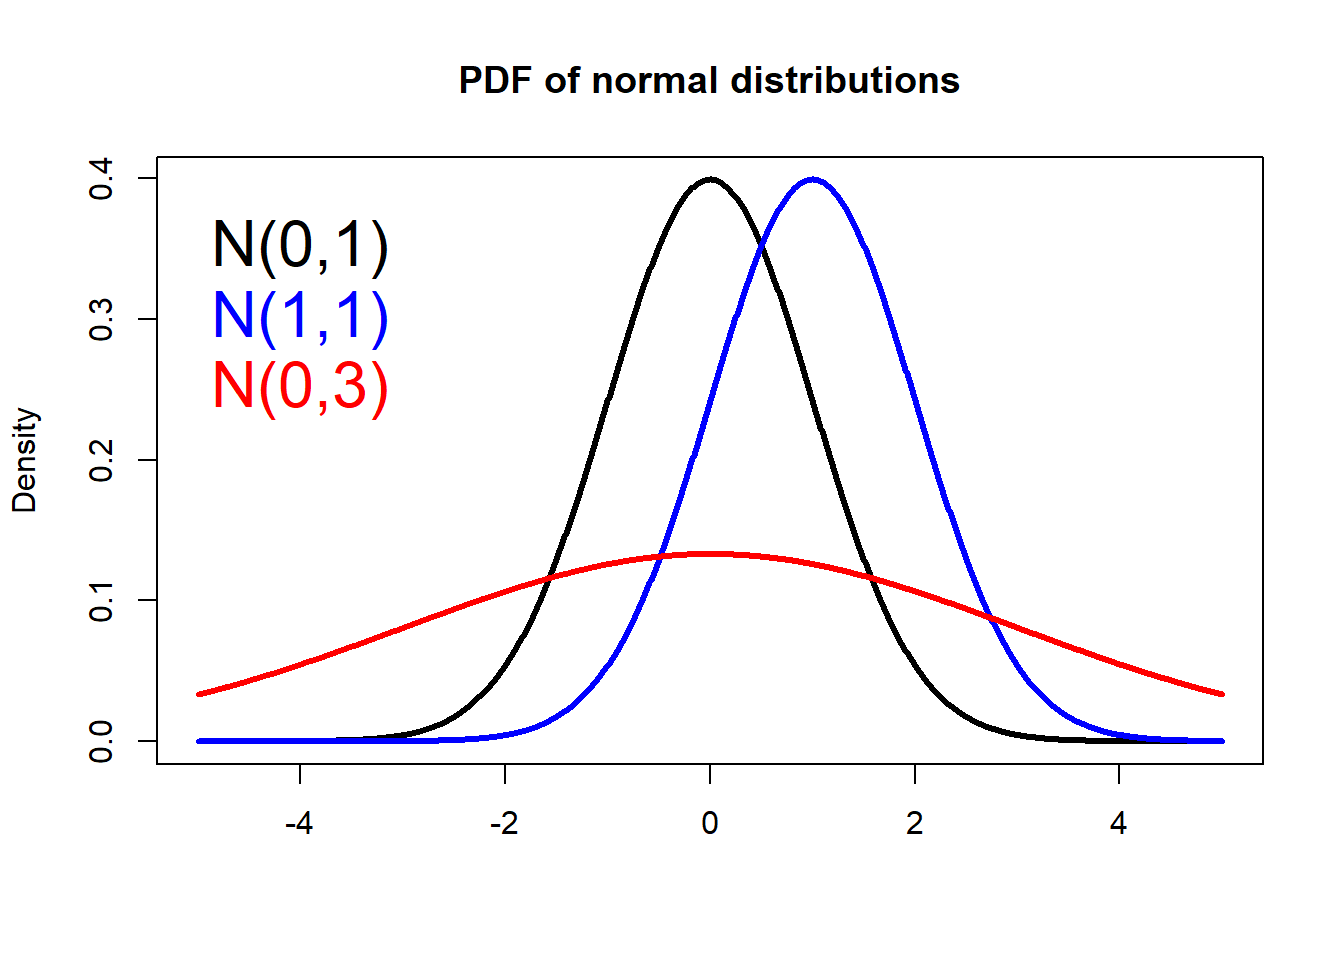 PDF of normal distributions
N(0,1)
N(1,1)
N(0,3)
Density
0.4
0.3
0.2
0.1
0.0
-4 -2 0 2 4